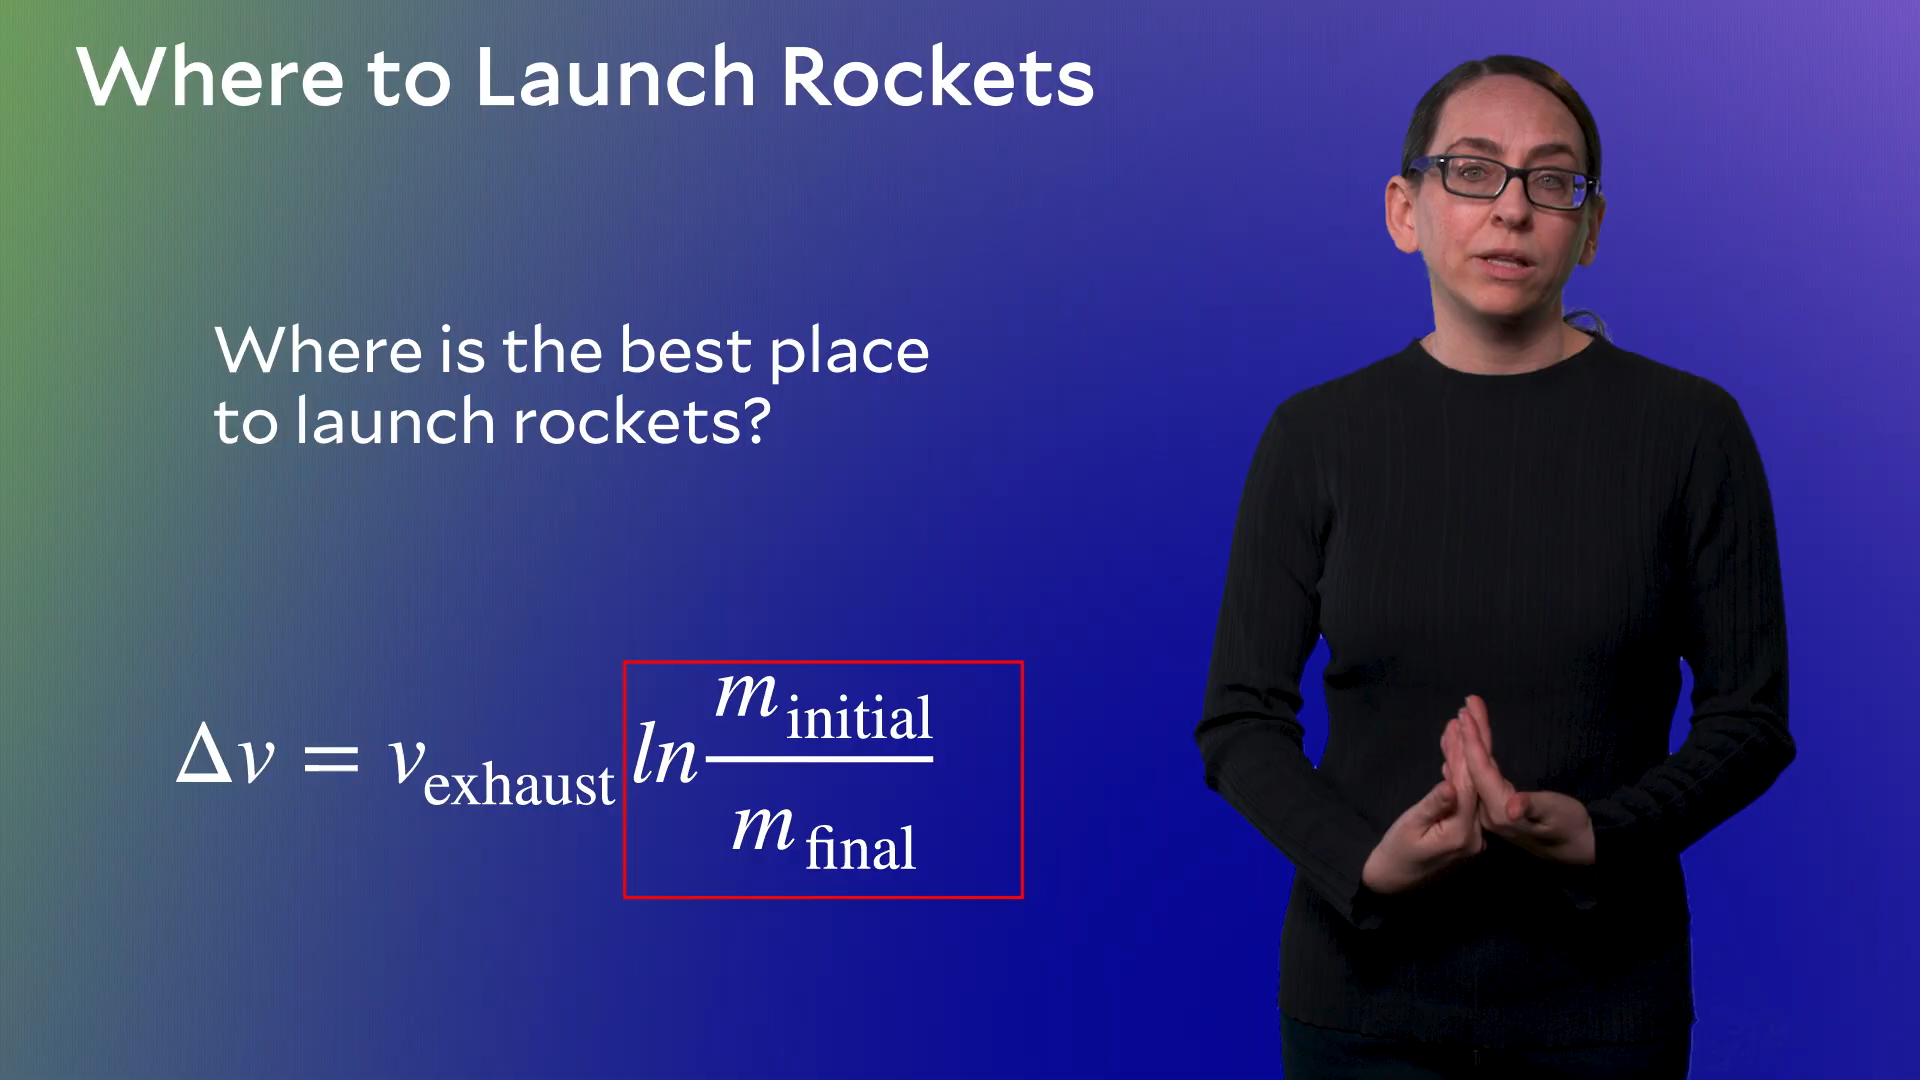 Where to Launch Rockets
Where is the best place
to launch rockets?
Δv = v_exhaust ln m_initial / m_final